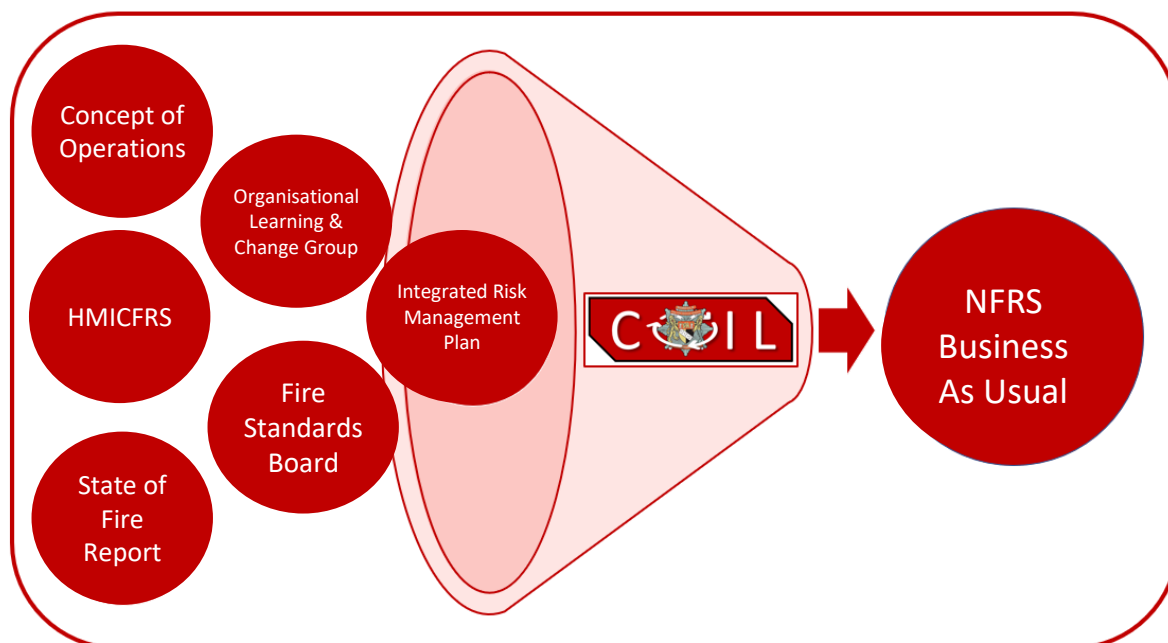 Concept of
Operations
Organisational
Learning &
Change Group
HMICFRS
Integrated Risk
Management
Plan
Fire
Standards
Board
State of
Fire
Report
COIL
NFRS
Business
As Usual